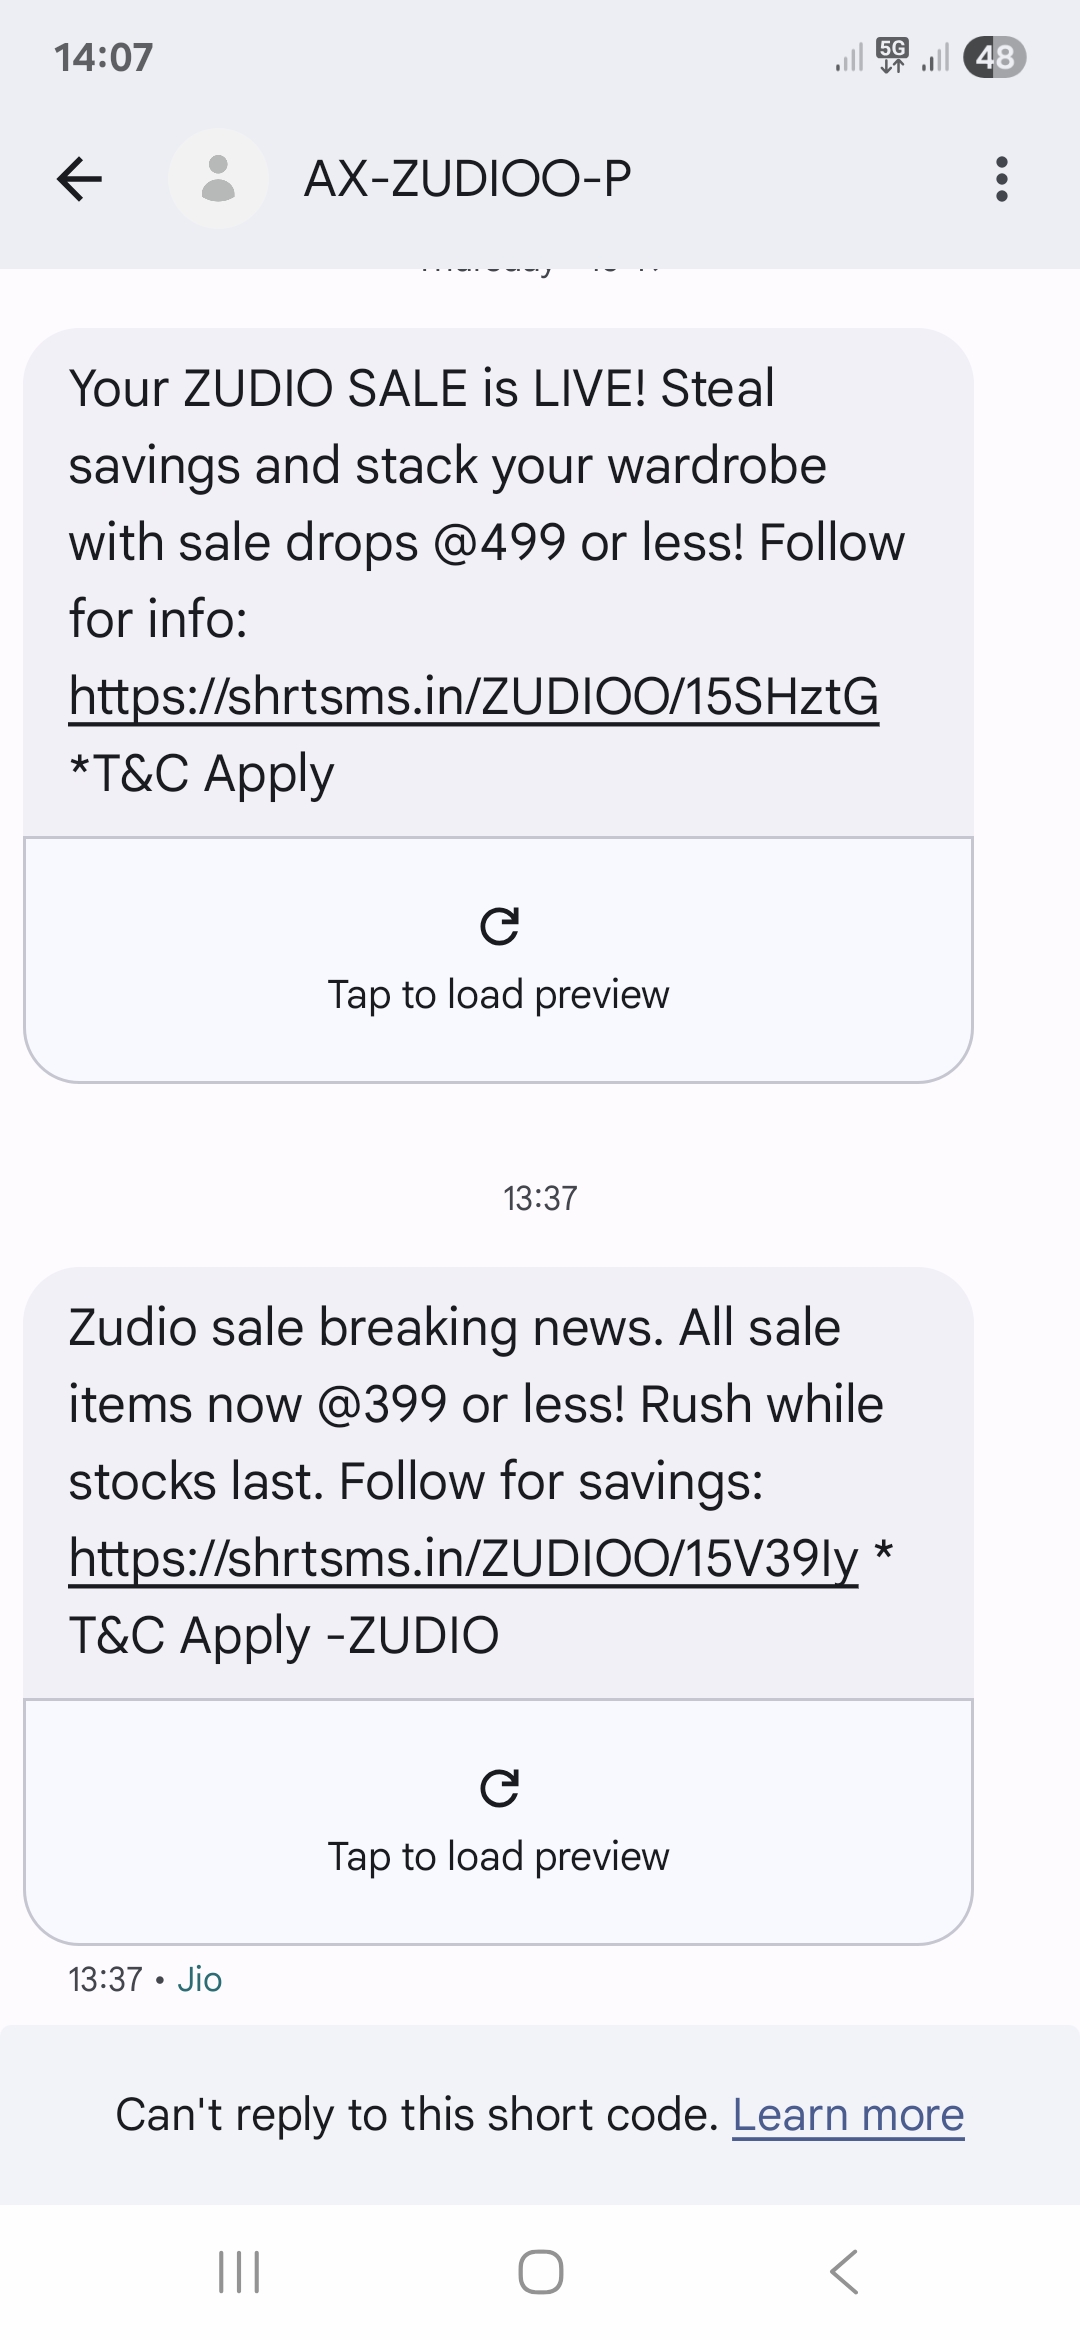 14:07
5G
48
AX-ZUDIOO-P
Your ZUDIO SALE is LIVE! Steal
savings and stack your wardrobe
with sale drops @499 or less! Follow
for info:
https://shrtsms.in/ZUDIOO/15SHztG
*T&C Apply
Tap to load preview
13:37
Zudio sale breaking news. All sale
items now @399 or less! Rush while
stocks last. Follow for savings:
https://shrtsms.in/ZUDIOO/15V39Iy *
T&C Apply -ZUDIO
Tap to load preview
13:37 • Jio
Can't reply to this short code. Learn more